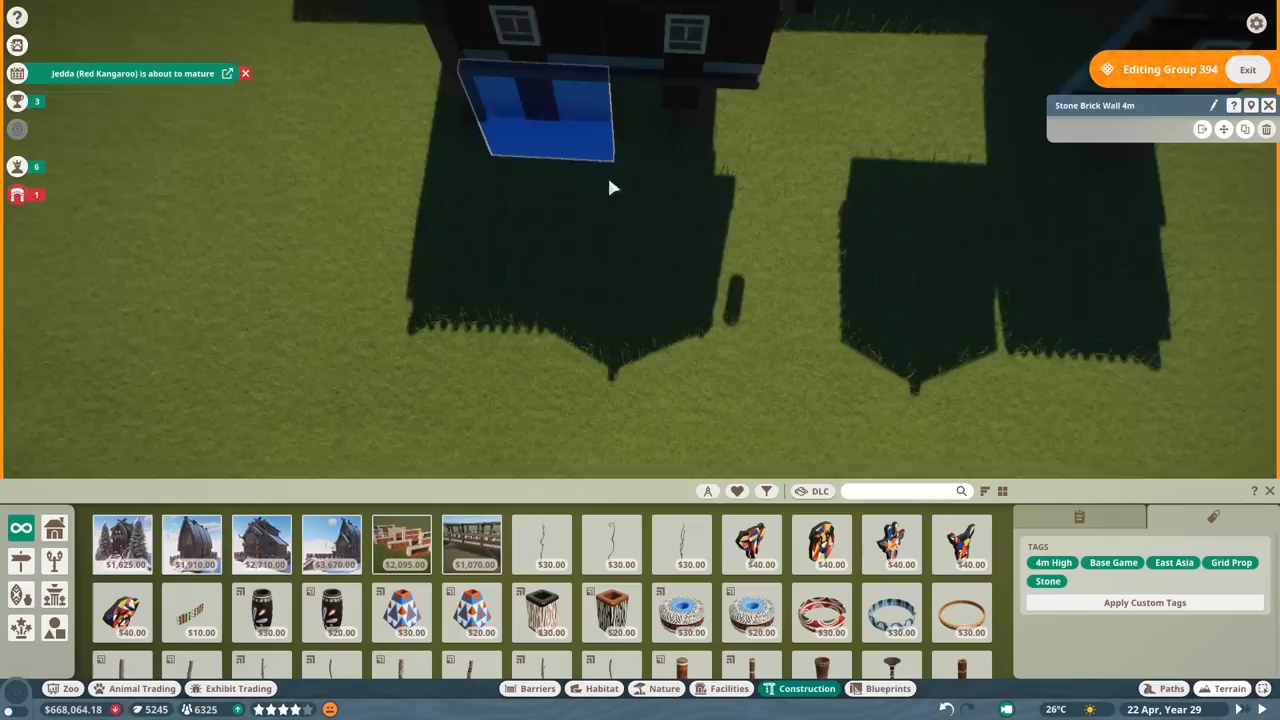 Jedda (Red Kangaroo) is about to mature
3
6
1
Editing Group 394
Exit
Stone Brick Wall 4m
DLC
$1,625.00 $1,910.00 $2,710.00 $3,670.00 $2,095.00 $1,070.00 $30.00 $30.00 $30.00 $40.00 $40.00 $40.00 $40.00
$40.00 $10.00 $30.00 $20.00 $30.00 $20.00 $30.00 $20.00 $30.00 $20.00 $30.00 $30.00 $30.00
TAGS
4m High Base Game East Asia Grid Prop
Stone
Apply Custom Tags
Zoo Animal Trading Exhibit Trading Barriers Habitat Nature Facilities Construction Blueprints Paths Terrain
$668,064.18 5245 6325 26°C 22 Apr, Year 29